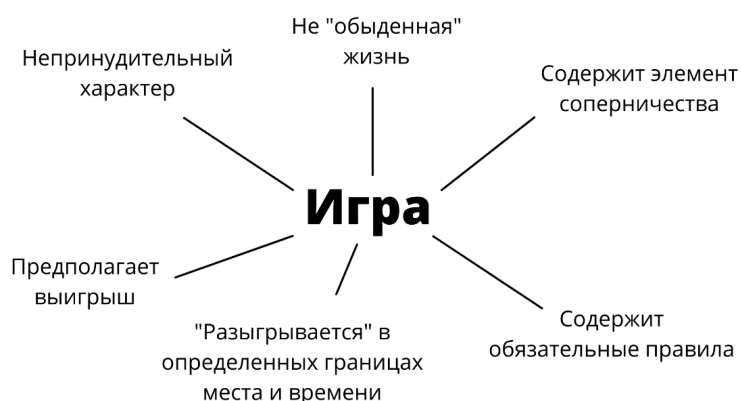 Не "обыденная"
жизнь
Непринудительный
характер
Содержит элемент
соперничества
Игра
Предполагает
выигрыш
"Разыгрывается" в
определенных границах
места и времени
Содержит
обязательные правила